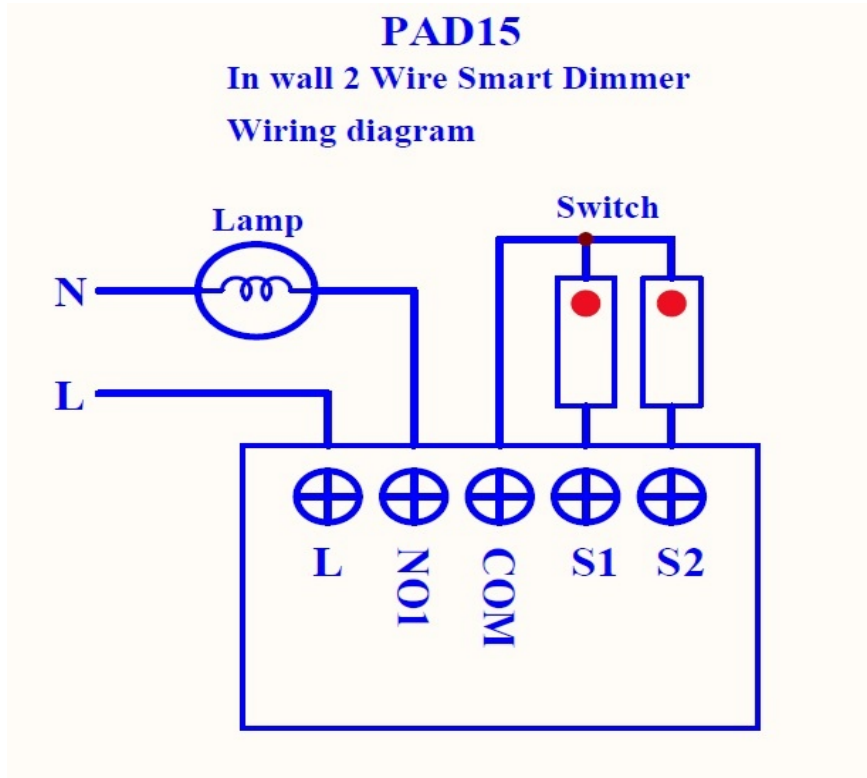 PAD15
In wall 2 Wire Smart Dimmer
Wiring diagram
Lamp
Switch
N
L
L NO1 COM S1 S2